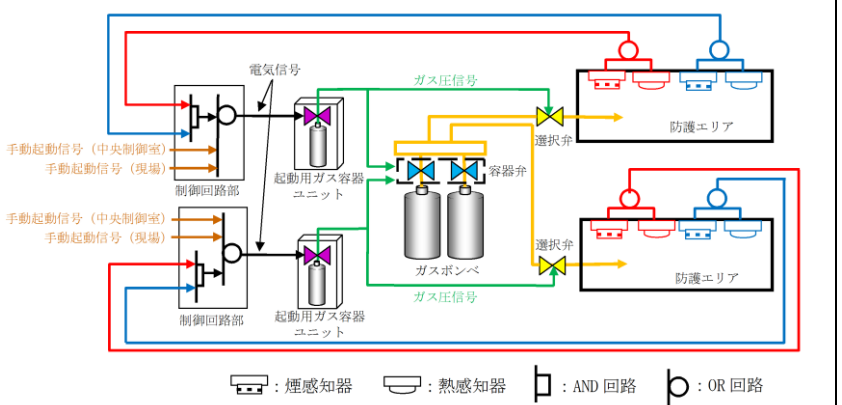 電気信号
ガス圧信号
選択弁
防護エリア
手動起動信号（中央制御室）
手動起動信号（現場）
制御回路部
起動用ガス容器
ユニット
容器弁
手動起動信号（中央制御室）
手動起動信号（現場）
ガスボンベ
選択弁
防護エリア
ガス圧信号
制御回路部
起動用ガス容器
ユニット
：煙感知器
：熱感知器
：AND 回路
：OR 回路